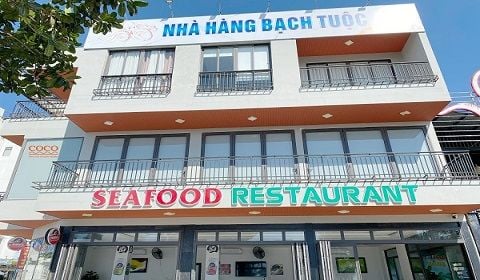 NHÀ HÀNG BẠCH TUỘC
COCO
SEAFOOD RESTAURANT